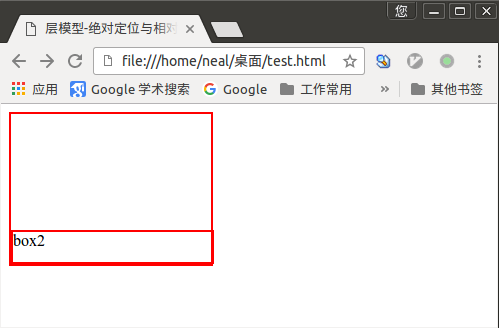 您
层模型-绝对定位与相对
file:///home/neal/桌面/test.html
应用
Google 学术搜索
Google
工作常用
»
其他书签
box2